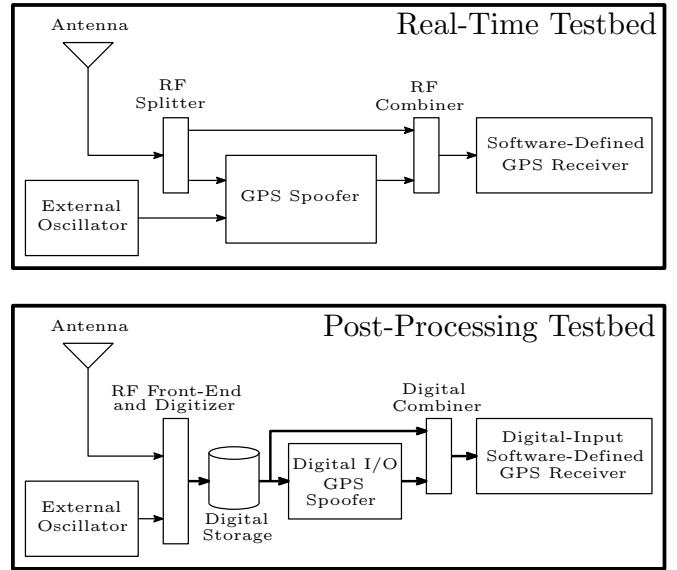 Real-Time Testbed
Antenna
RF
Splitter
RF
Combiner
Software-Defined
GPS Receiver
GPS Spoofer
External
Oscillator
Post-Processing Testbed
Antenna
RF Front-End
and Digitizer
Digital
Combiner
Digital-Input
Software-Defined
GPS Receiver
Digital I/O
GPS
Spoofer
External
Oscillator
Digital
Storage